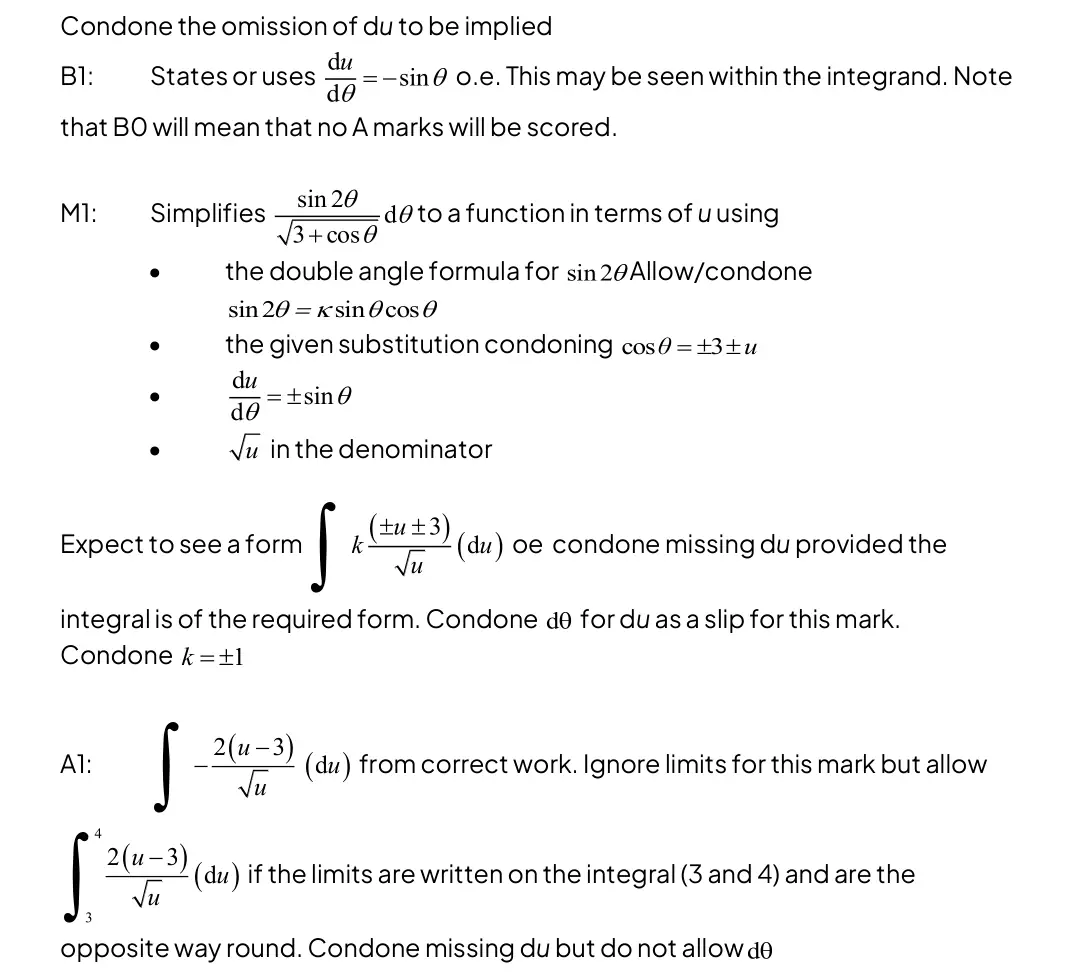 Condone the omission of du to be implied
B1: States or uses du/dθ = −sin θ o.e. This may be seen within the integrand. Note
that B0 will mean that no A marks will be scored.
M1: Simplifies sin 2θ/√(3 + cos θ) dθ to a function in terms of u using
• the double angle formula for sin 2θ Allow/condone
sin 2θ = κ sin θ cos θ
• the given substitution condoning cos θ = ±3 ± u
• du/dθ = ±sin θ
• √u in the denominator
Expect to see a form ∫ k (±u ± 3)/√u (du) oe condone missing du provided the
integral is of the required form. Condone dθ for du as a slip for this mark.
Condone k = ±1
A1: ∫ − 2(u − 3)/√u (du) from correct work. Ignore limits for this mark but allow
∫₃⁴ 2(u − 3)/√u (du) if the limits are written on the integral (3 and 4) and are the
opposite way round. Condone missing du but do not allow dθ